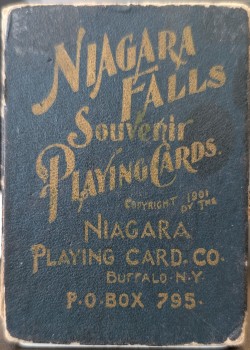 NIAGARA
FALLS
Souvenir
PLAYING CARDS.
COPYRIGHT 1901
BY THE
NIAGARA
PLAYING CARD. CO.
BUFFALO·N·Y·
P·O·BOX 795·